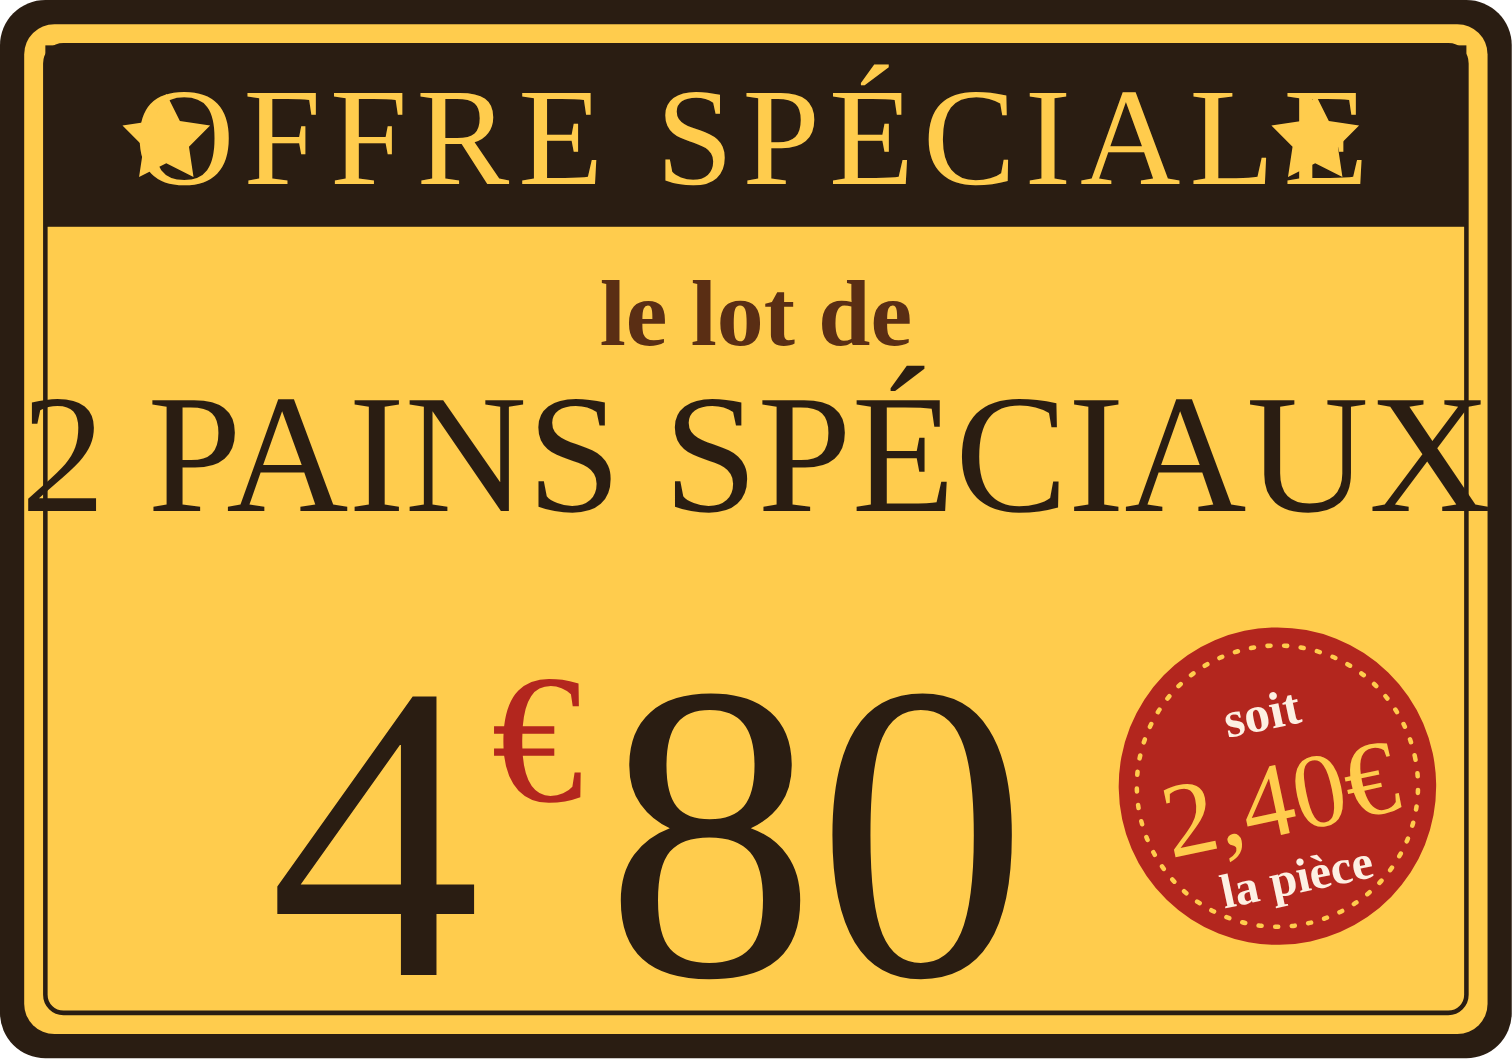 OFFRE SPÉCIALE
le lot de
2 PAINS SPÉCIAUX
4€80
soit
2,40€
la pièce